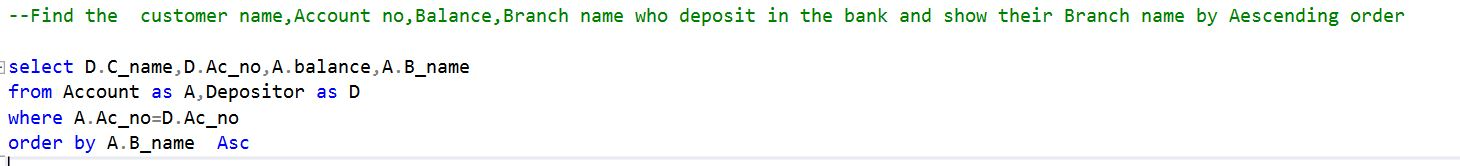 --Find the  customer name,Account no,Balance,Branch name who deposit in the bank and show their Branch name by Aescending order
select D.C_name,D.Ac_no,A.balance,A.B_name
from Account as A,Depositor as D
where A.Ac_no=D.Ac_no
order by A.B_name  Asc